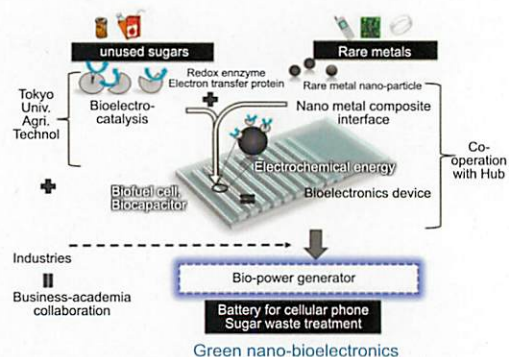 unused sugars
Rare metals
Redox ennzyme
Electron transfer protein
Rare metal nano-particle
Tokyo
Univ.
Agri.
Technol
Bioelectro-
catalysis
Nano metal composite
interface
Co-
operation
with Hub
Electrochemical energy
Biofuel cell,
Biocapacitor
Bioelectronics device
Industries
Business-academia
collaboration
Bio-power generator
Battery for cellular phone
Sugar waste treatment
Green nano-bioelectronics